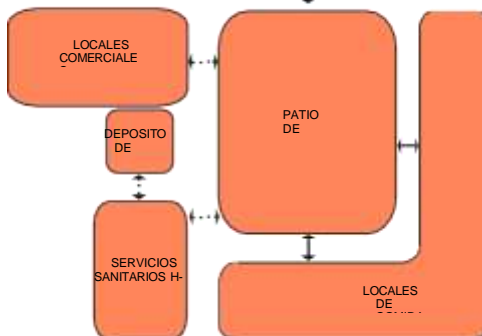 LOCALES
COMERCIALE
DEPOSITO
DE
PATIO
DE
SERVICIOS
SANITARIOS H-
LOCALES
DE